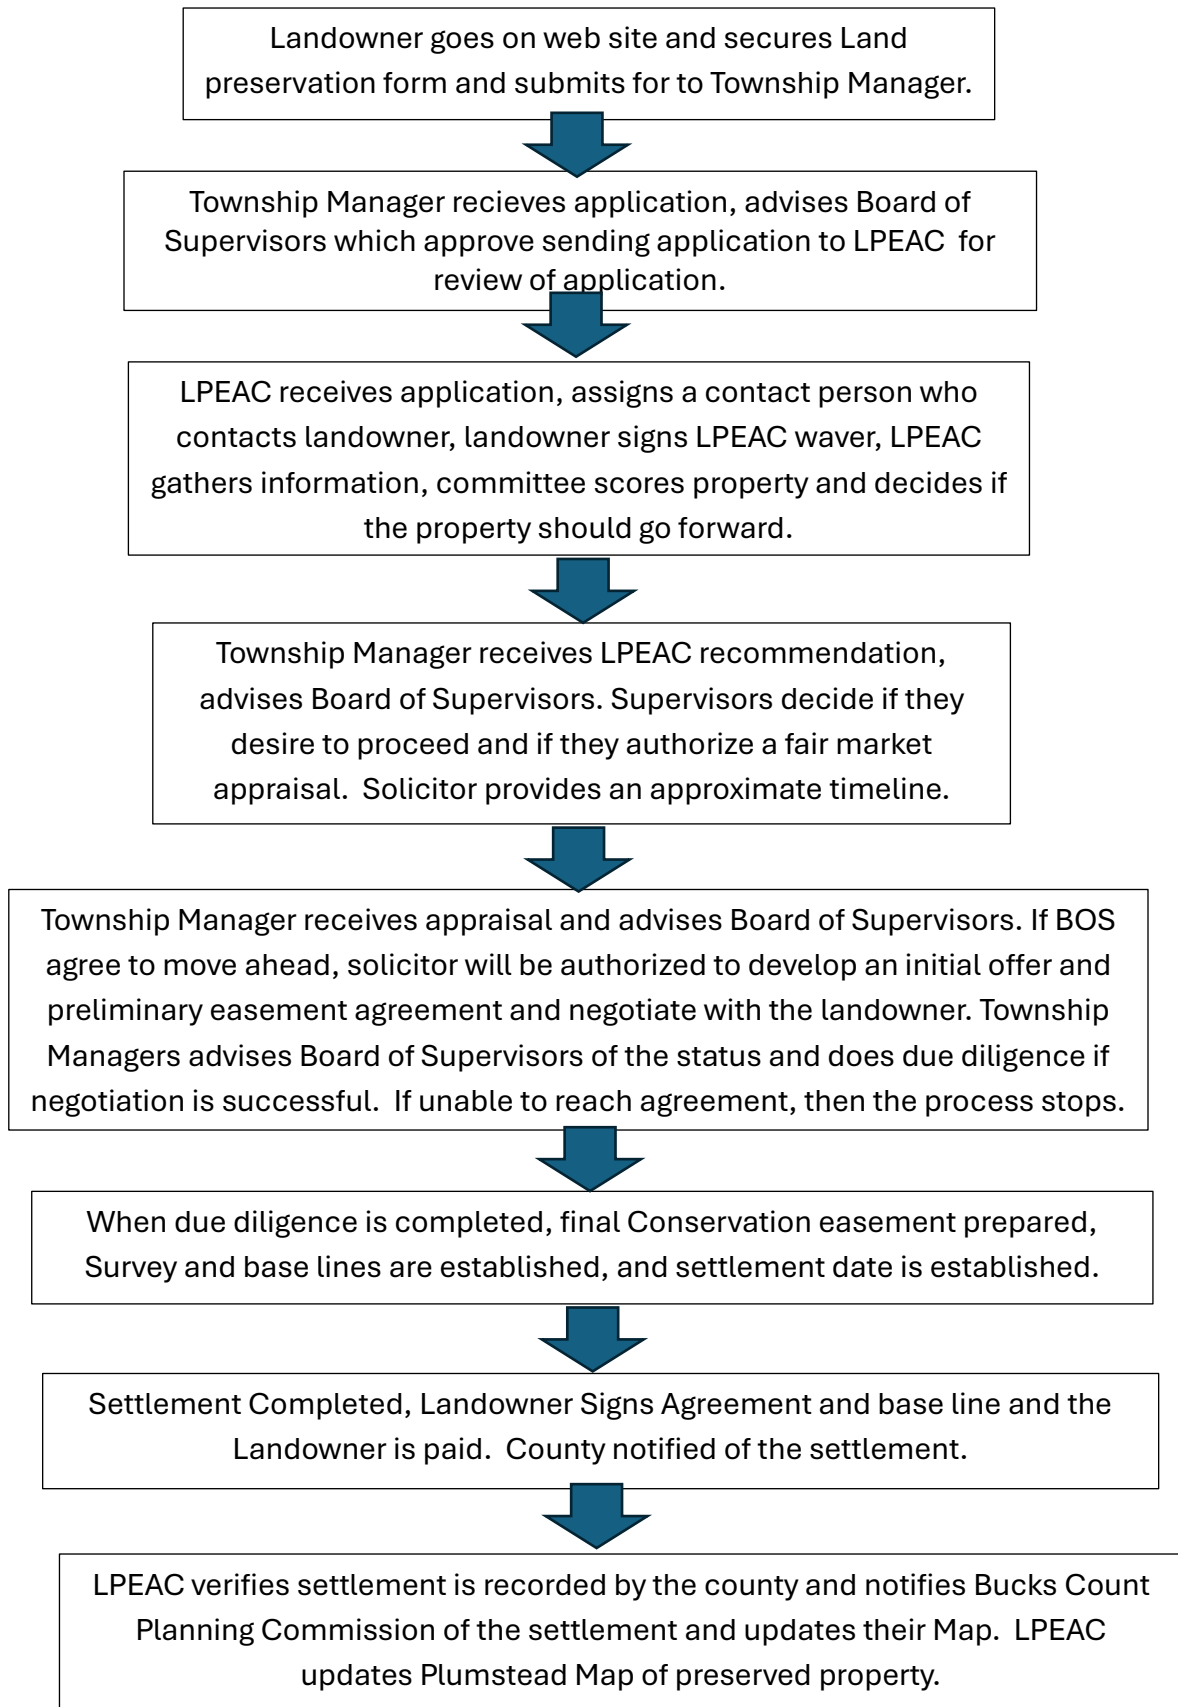 Landowner goes on web site and secures Land
preservation form and submits for to Township Manager.
Township Manager recieves application, advises Board of
Supervisors which approve sending application to LPEAC for
review of application.
LPEAC receives application, assigns a contact person who
contacts landowner, landowner signs LPEAC waver, LPEAC
gathers information, committee scores property and decides if
the property should go forward.
Township Manager receives LPEAC recommendation,
advises Board of Supervisors. Supervisors decide if they
desire to proceed and if they authorize a fair market
appraisal. Solicitor provides an approximate timeline.
Township Manager receives appraisal and advises Board of Supervisors. If BOS
agree to move ahead, solicitor will be authorized to develop an initial offer and
preliminary easement agreement and negotiate with the landowner. Township
Managers advises Board of Supervisors of the status and does due diligence if
negotiation is successful. If unable to reach agreement, then the process stops.
When due diligence is completed, final Conservation easement prepared,
Survey and base lines are established, and settlement date is established.
Settlement Completed, Landowner Signs Agreement and base line and the
Landowner is paid. County notified of the settlement.
LPEAC verifies settlement is recorded by the county and notifies Bucks Count
Planning Commission of the settlement and updates their Map. LPEAC
updates Plumstead Map of preserved property.